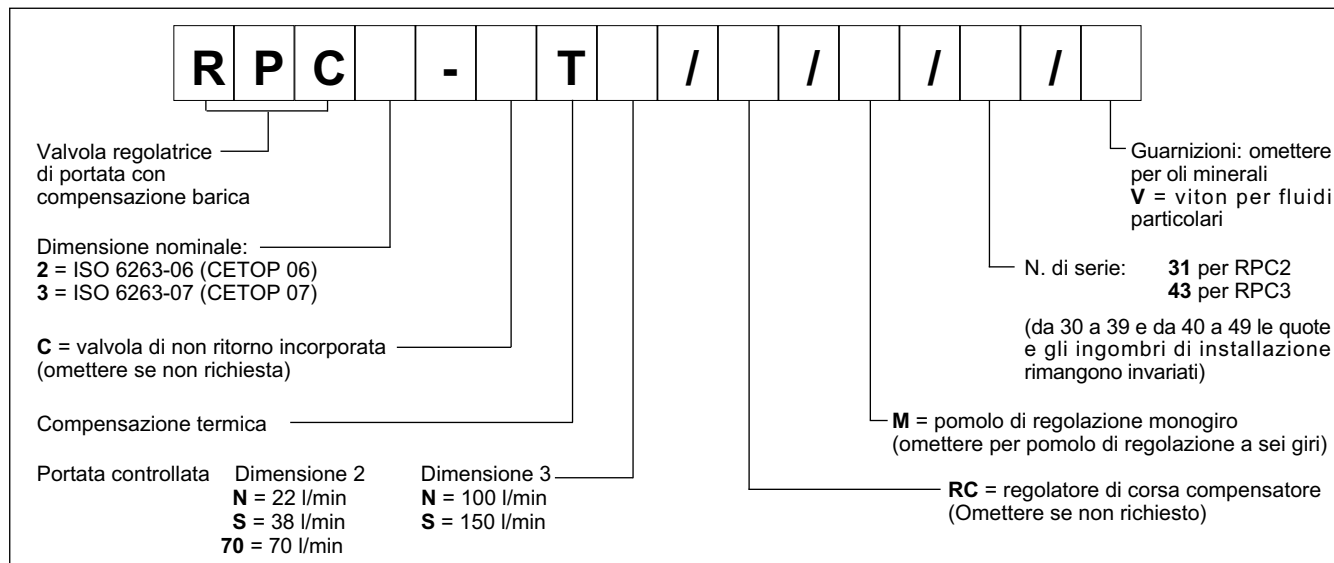 R P C - T / / / /
Valvola regolatrice
di portata con
compensazione barica
Dimensione nominale:
2 = ISO 6263-06 (CETOP 06)
3 = ISO 6263-07 (CETOP 07)
C = valvola di non ritorno incorporata
(omettere se non richiesta)
Compensazione termica
Portata controllata
Dimensione 2
N = 22 l/min
S = 38 l/min
70 = 70 l/min
Dimensione 3
N = 100 l/min
S = 150 l/min
Guarnizioni: omettere
per oli minerali
V = viton per fluidi
particolari
N. di serie: 31 per RPC2
43 per RPC3
(da 30 a 39 e da 40 a 49 le quote
e gli ingombri di installazione
rimangono invariati)
M = pomolo di regolazione monogiro
(omettere per pomolo di regolazione a sei giri)
RC = regolatore di corsa compensatore
(Omettere se non richiesto)